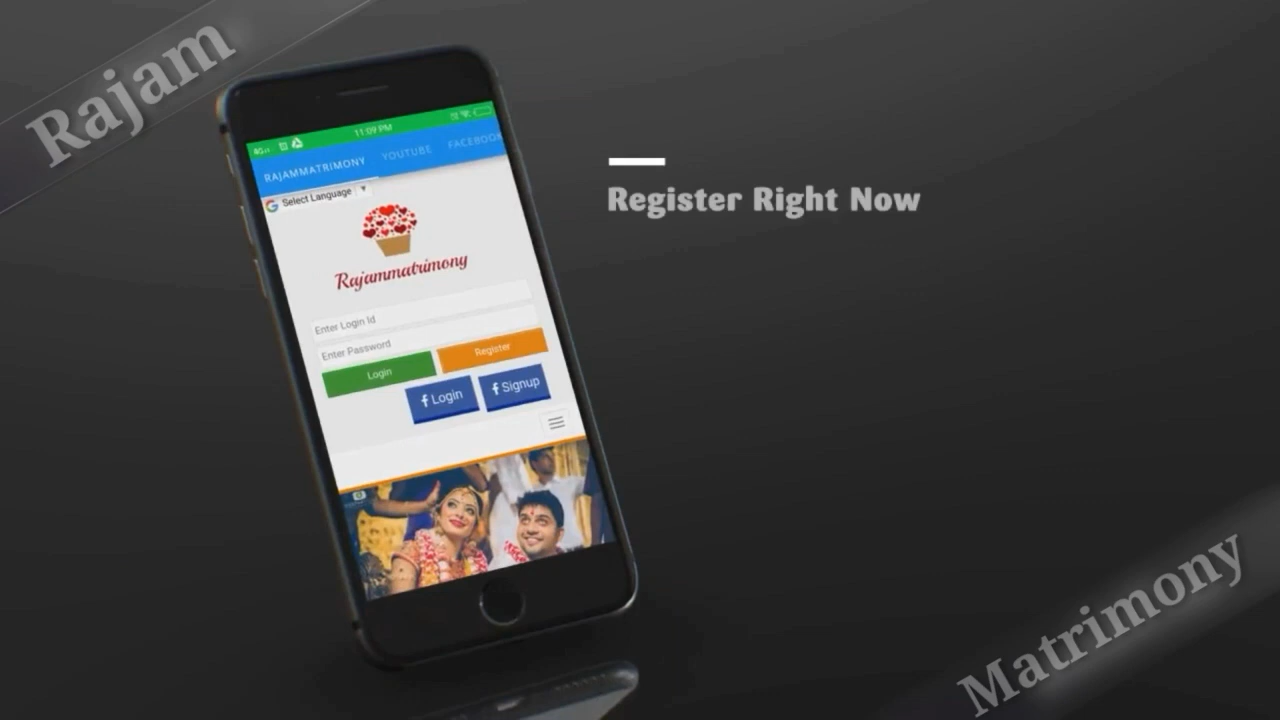 Rajam
4G
11:09 PM
RAJAMMATRIMONY YOUTUBE FACEBOOK
Select Language ▼
Rajammatrimony
Enter Login Id
Enter Password
Login Register
f Login f Signup
Register Right Now
Matrimony